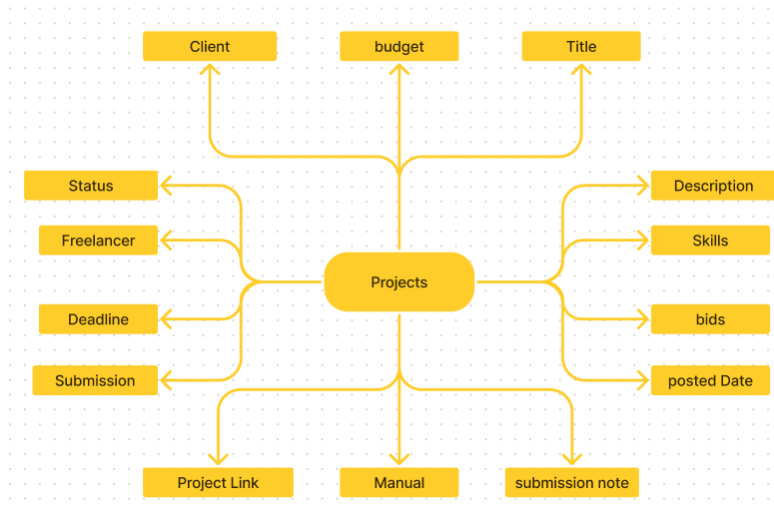 Client
budget
Title
Status
Description
Freelancer
Skills
Projects
Deadline
bids
Submission
posted Date
Project Link
Manual
submission note